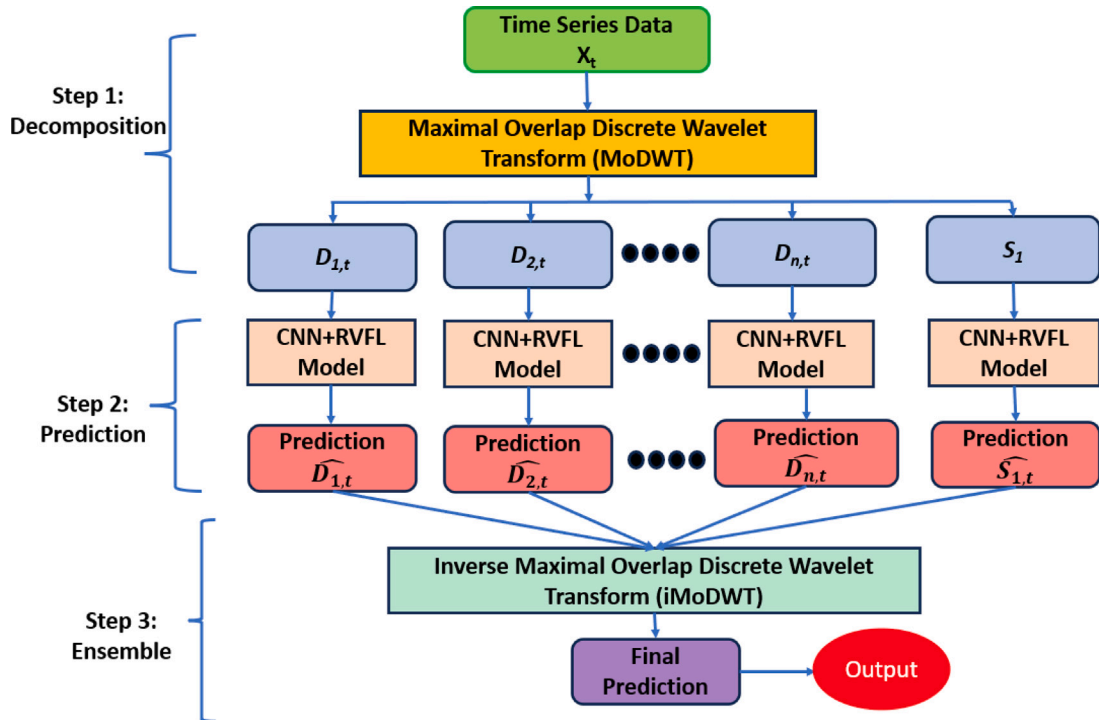 Time Series Data
X_t
Step 1:
Decomposition
Maximal Overlap Discrete Wavelet
Transform (MoDWT)
D_{1,t}
D_{2,t}
D_{n,t}
S_1
CNN+RVFL
Model
CNN+RVFL
Model
CNN+RVFL
Model
CNN+RVFL
Model
Step 2:
Prediction
Prediction
\widehat{D_{1,t}}
Prediction
\widehat{D_{2,t}}
Prediction
\widehat{D_{n,t}}
Prediction
\widehat{S_{1,t}}
Inverse Maximal Overlap Discrete Wavelet
Transform (iMoDWT)
Step 3:
Ensemble
Final
Prediction
Output